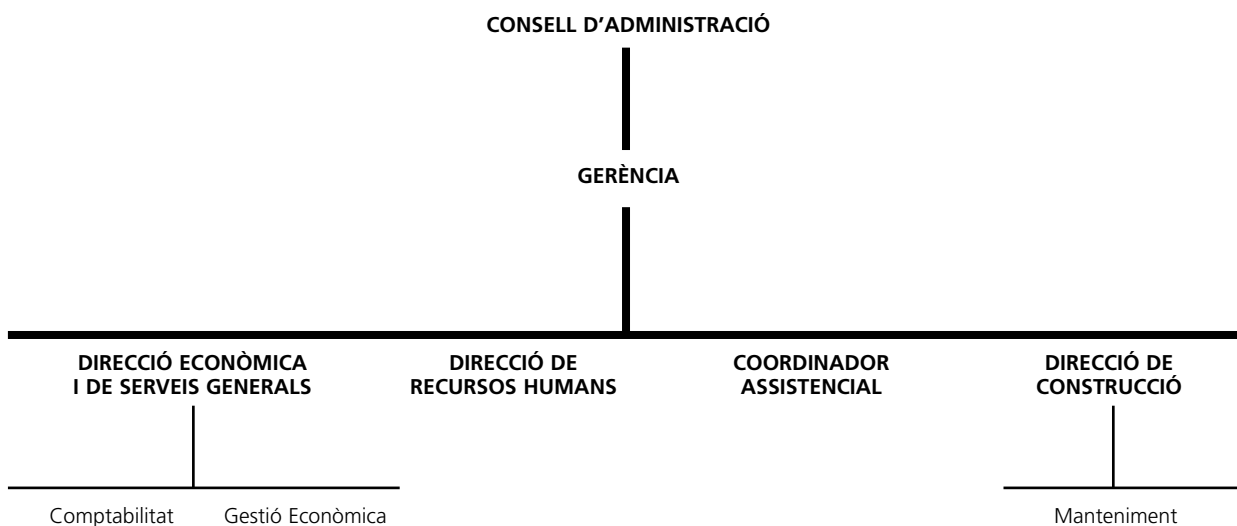 CONSELL D'ADMINISTRACIÓ
GERÈNCIA
DIRECCIÓ ECONÒMICA
I DE SERVEIS GENERALS
DIRECCIÓ DE
RECURSOS HUMANS
COORDINADOR
ASSISTENCIAL
DIRECCIÓ DE
CONSTRUCCIÓ
Comptabilitat
Gestió Econòmica
Manteniment